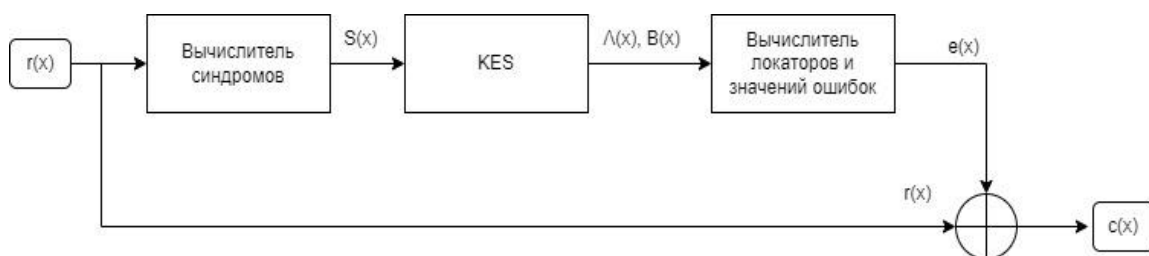 r(x)
Вычислитель
синдромов
S(x)
KES
Λ(x), B(x)
Вычислитель
локаторов и
значений ошибок
e(x)
r(x)
c(x)